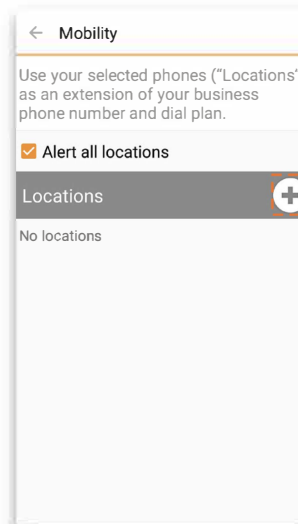 Mobility
Use your selected phones (“Locations”
as an extension of your business
phone number and dial plan.
Alert all locations
Locations
No locations